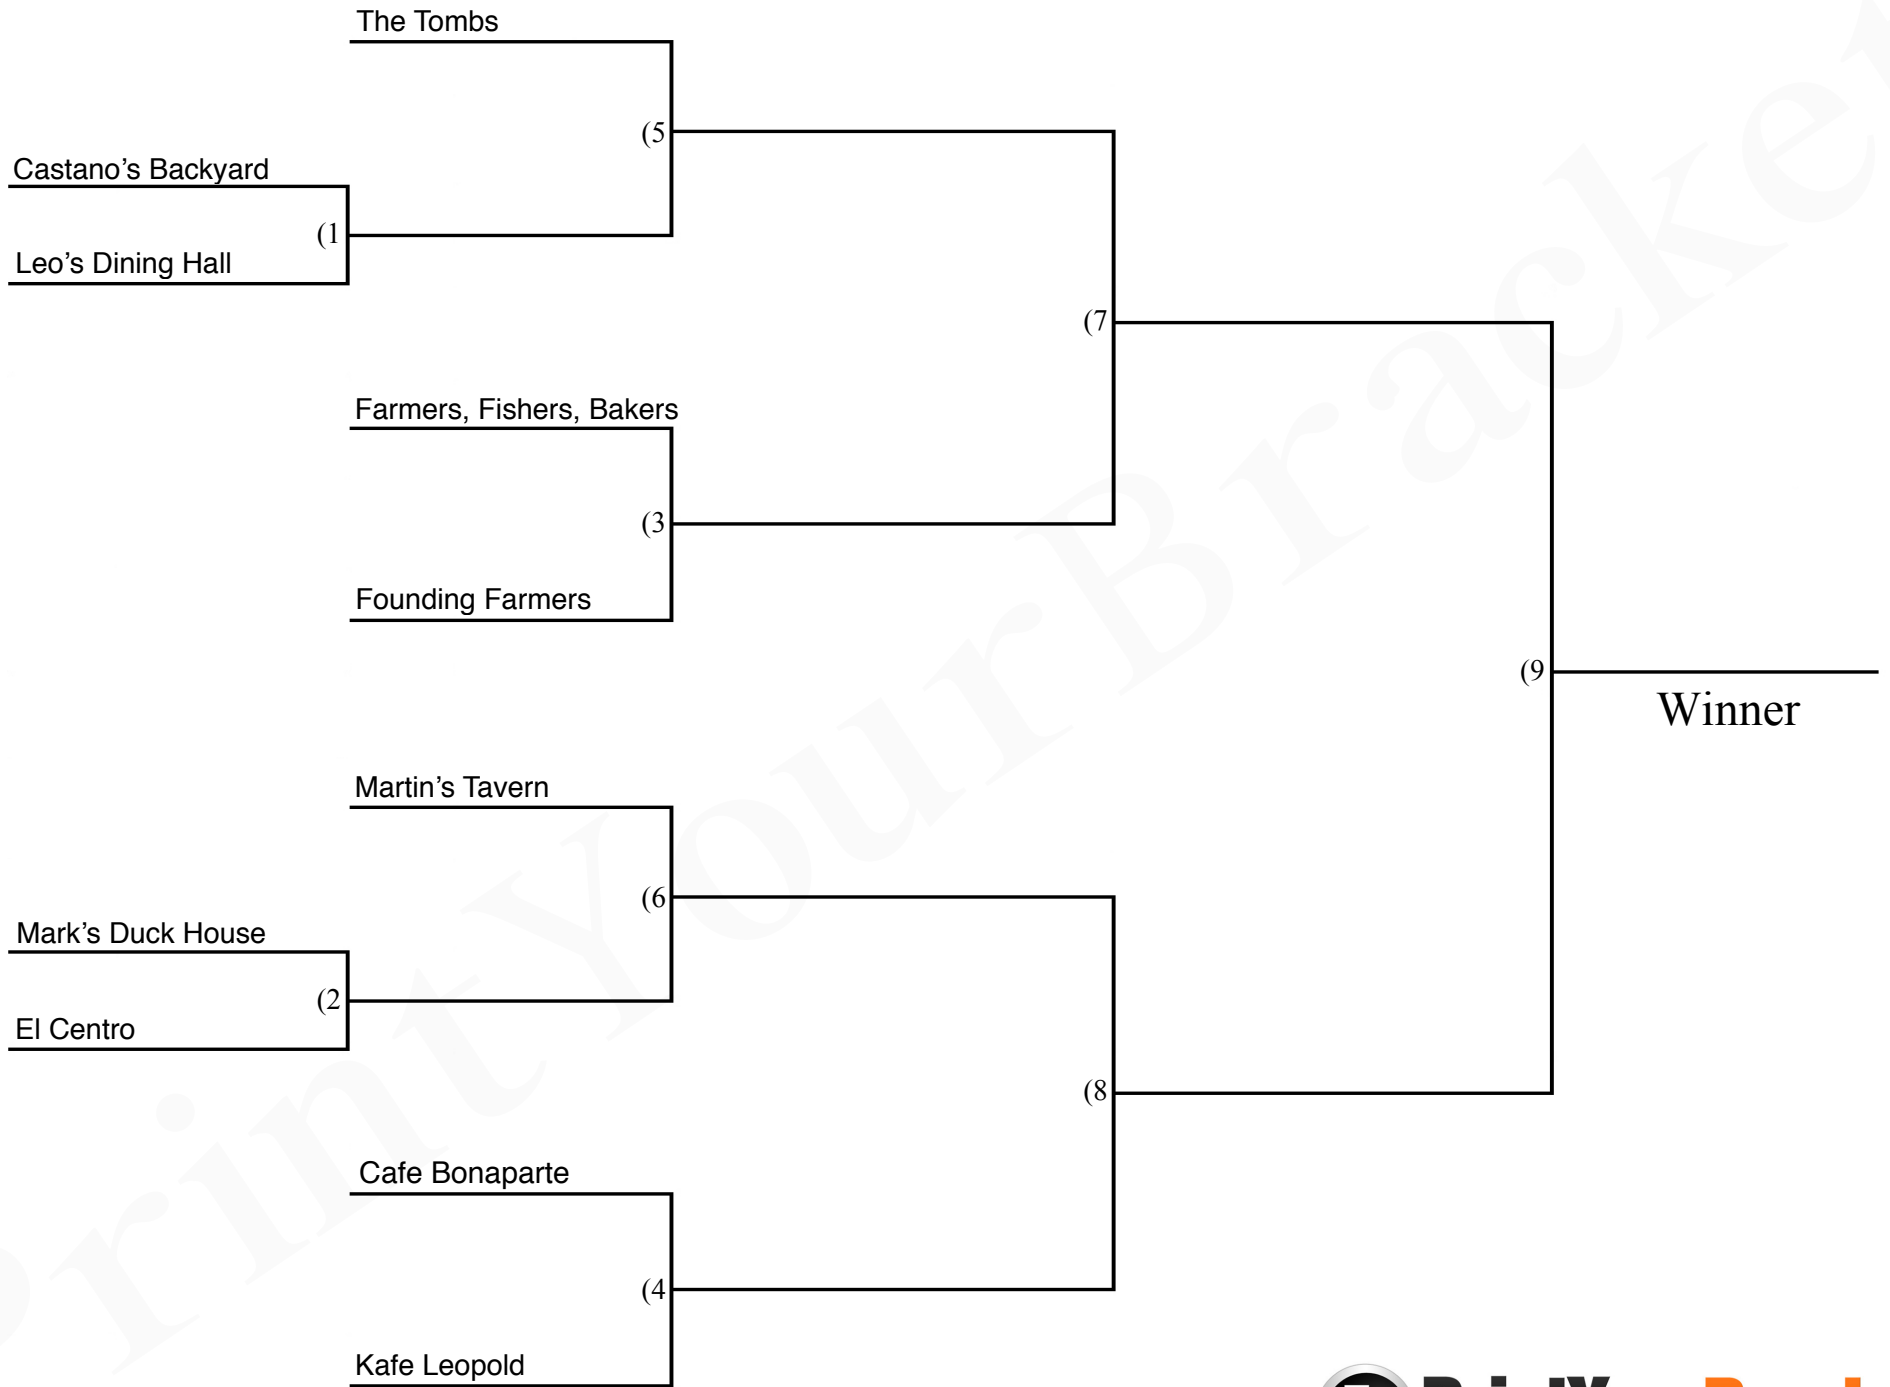 The Tombs
(5
Castano's Backyard
(1
Leo's Dining Hall
(7
Farmers, Fishers, Bakers
(3
Founding Farmers
(9
Winner
Martin's Tavern
(6
Mark's Duck House
(2
El Centro
(8
Cafe Bonaparte
(4
Kafe Leopold
PrintYourBracket